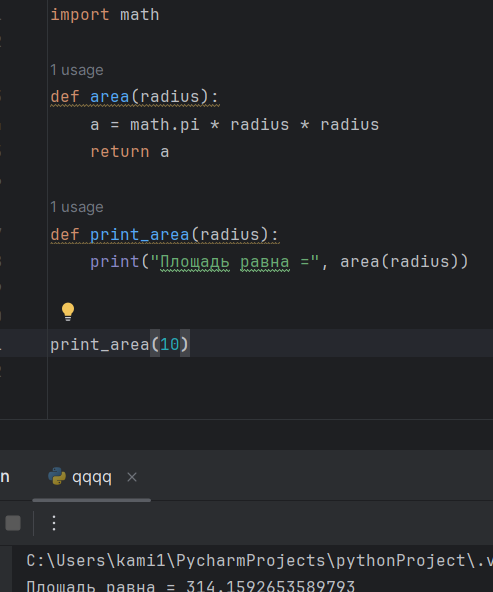 import math
1 usage
def area(radius):
a = math.pi * radius * radius
return a
1 usage
def print_area(radius):
print("Площадь равна =", area(radius))
print_area(10)
qqqq
C:\Users\kami1\PycharmProjects\pythonProject\.v
Площадь равна = 314.1592653589793